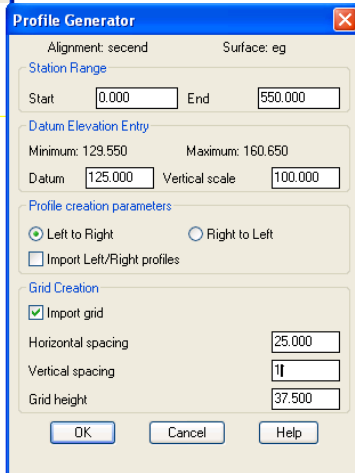 Profile Generator
Alignment: secend Surface: eg
Station Range
Start 0.000 End 550.000
Datum Elevation Entry
Minimum: 129.550 Maximum: 160.650
Datum 125.000 Vertical scale 100.000
Profile creation parameters
Left to Right Right to Left
Import Left/Right profiles
Grid Creation
Import grid
Horizontal spacing 25.000
Vertical spacing 1
Grid height 37.500
OK Cancel Help